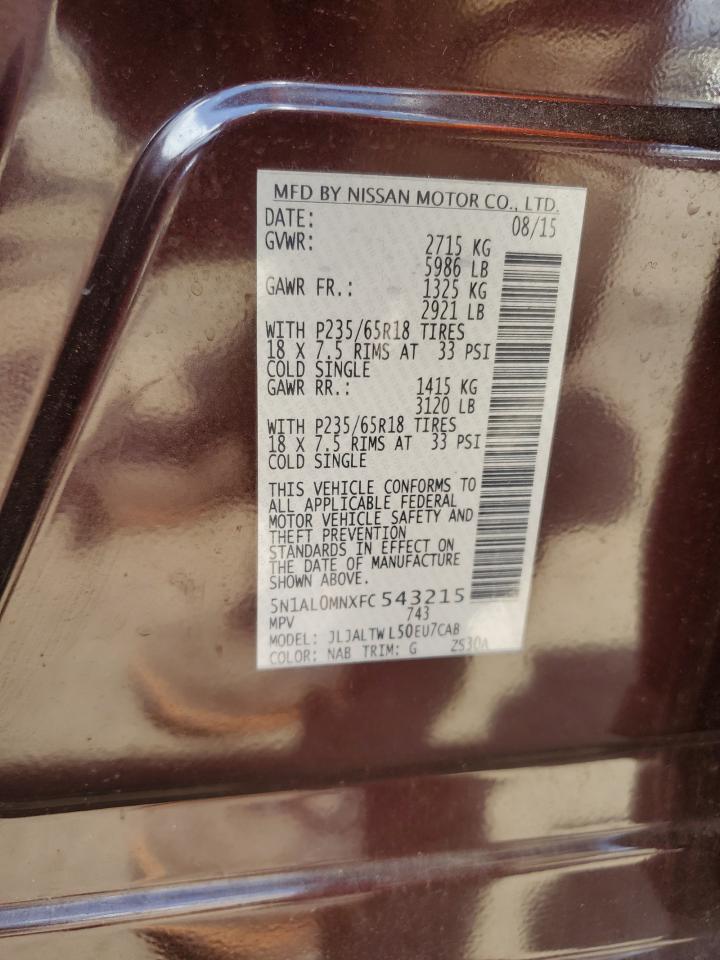 MFD BY NISSAN MOTOR CO., LTD.
DATE: 08/15
GVWR: 2715 KG
5986 LB
GAWR FR.: 1325 KG
2921 LB
WITH P235/65R18 TIRES
18 X 7.5 RIMS AT 33 PSI
COLD SINGLE
GAWR RR.: 1415 KG
3120 LB
WITH P235/65R18 TIRES
18 X 7.5 RIMS AT 33 PSI
COLD SINGLE
THIS VEHICLE CONFORMS TO
ALL APPLICABLE FEDERAL
MOTOR VEHICLE SAFETY AND
THEFT PREVENTION
STANDARDS IN EFFECT ON
THE DATE OF MANUFACTURE
SHOWN ABOVE.
5N1AL0MNXFC543215
MPV 743
MODEL: JLJALTWL50EU7CAB
COLOR: NAB TRIM: G ZS30A